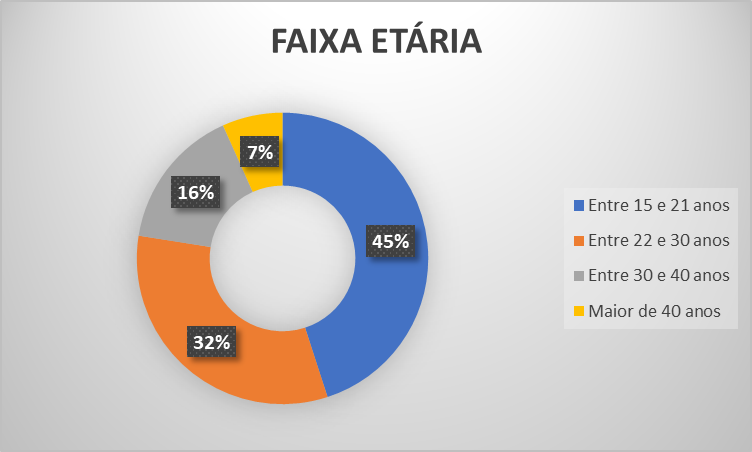 FAIXA ETÁRIA
7%
16%
45%
32%
Entre 15 e 21 anos
Entre 22 e 30 anos
Entre 30 e 40 anos
Maior de 40 anos